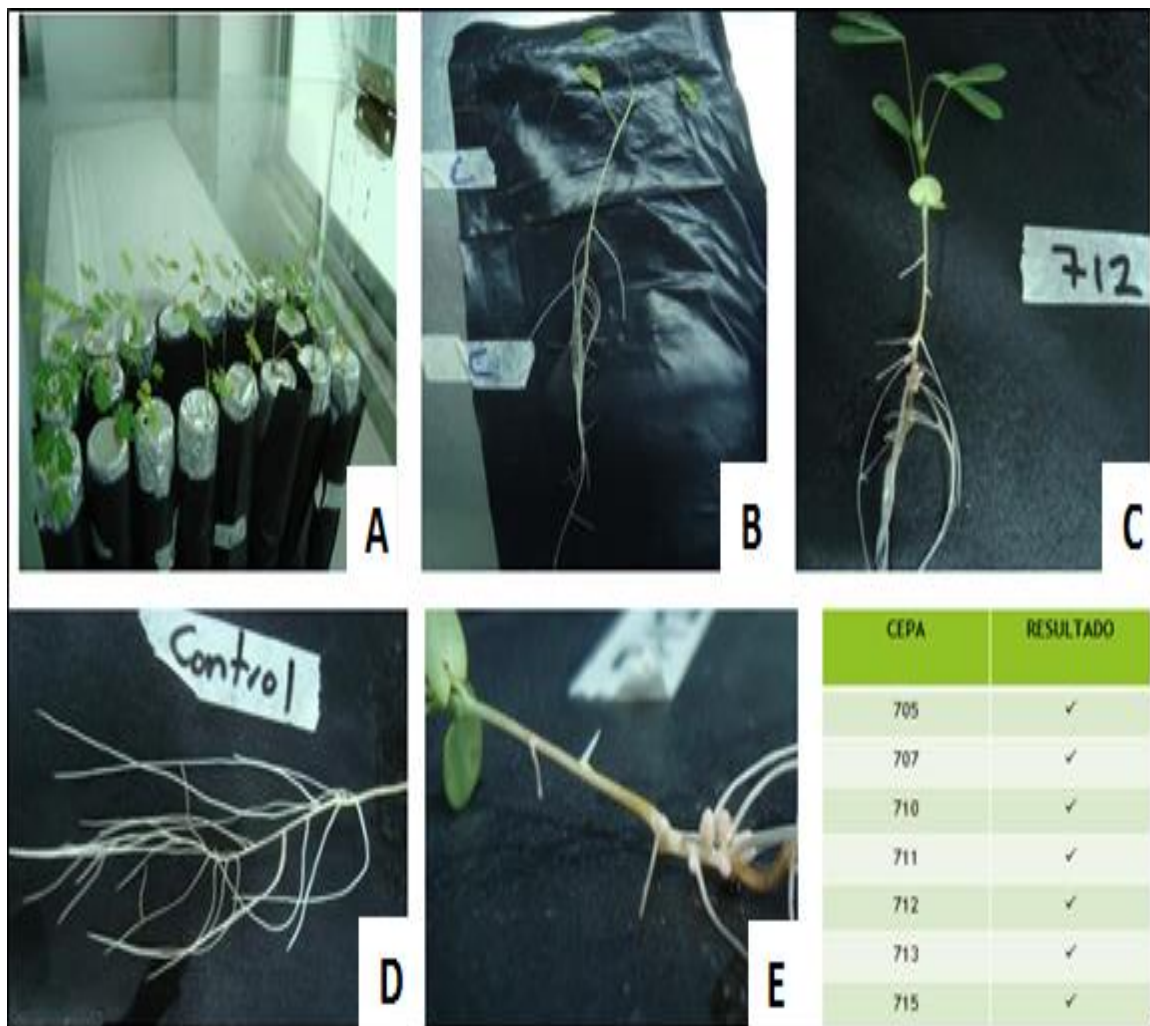 A
C
C
B
712
C
Control
D
E
CEPA RESULTADO
705 ✓
707 ✓
710 ✓
711 ✓
712 ✓
713 ✓
715 ✓